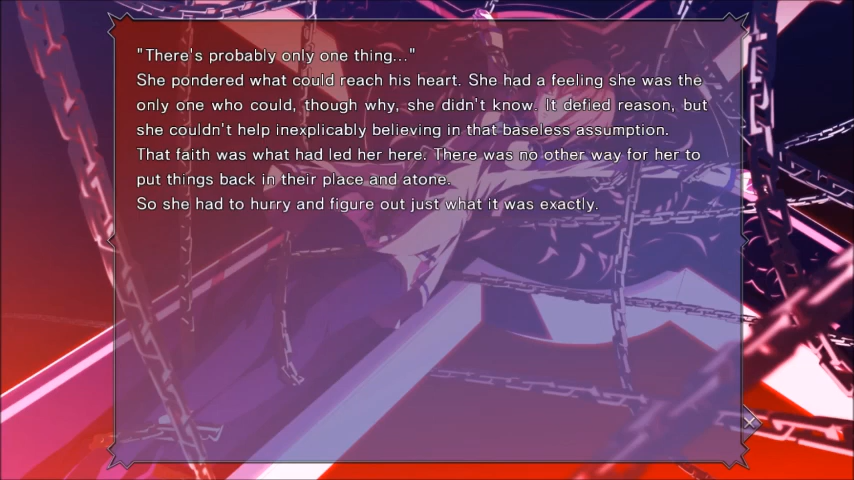 "There's probably only one thing..."
She pondered what could reach his heart. She had a feeling she was the
only one who could, though why, she didn't know. It defied reason, but
she couldn't help inexplicably believing in that baseless assumption.
That faith was what had led her here. There was no other way for her to
put things back in their place and atone.
So she had to hurry and figure out just what it was exactly.